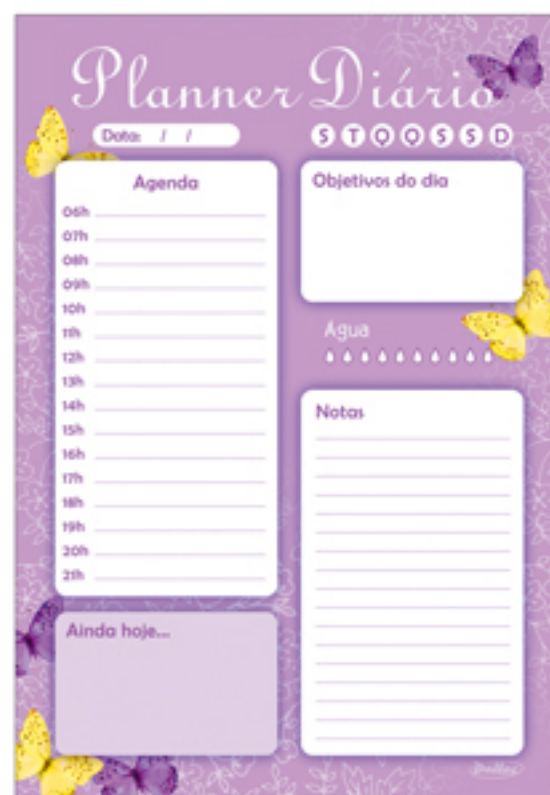 Planner Diário
Data: / /
S T Q Q S S D
Agenda
06h
07h
08h
09h
10h
11h
12h
13h
14h
15h
16h
17h
18h
19h
20h
21h
Ainda hoje...
Objetivos do dia
Água
Notas